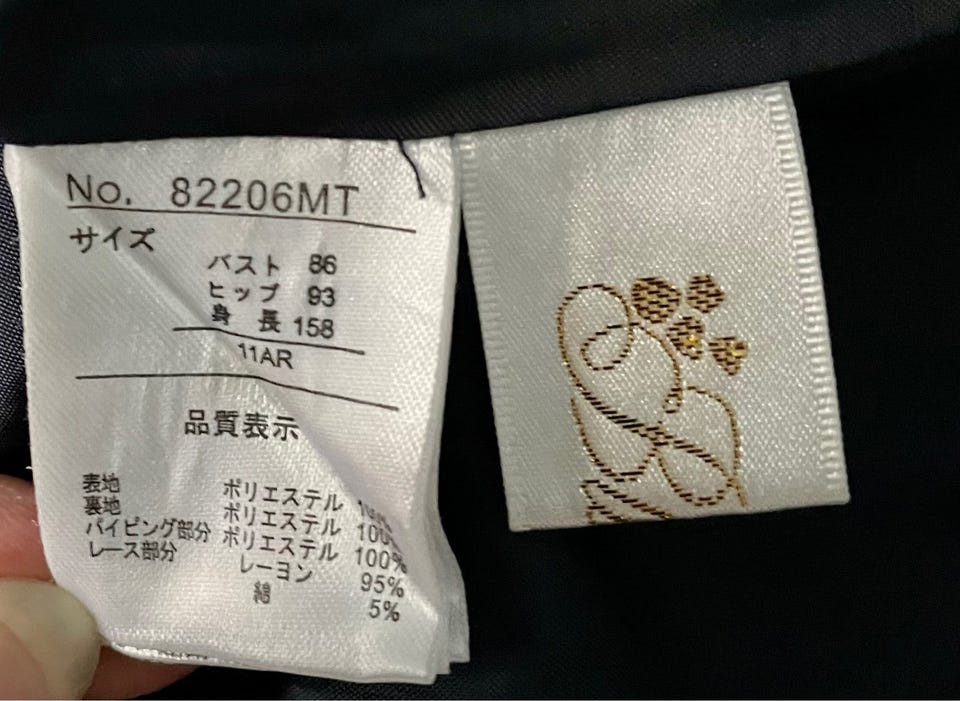 No. 82206MT
サイズ
バスト 86
ヒップ 93
身長 158
11AR
品質表示
表地 ポリエステル
裏地 ポリエステル 100%
パイピング部分 ポリエステル 100%
レース部分 レーヨン 95%
綿 5%